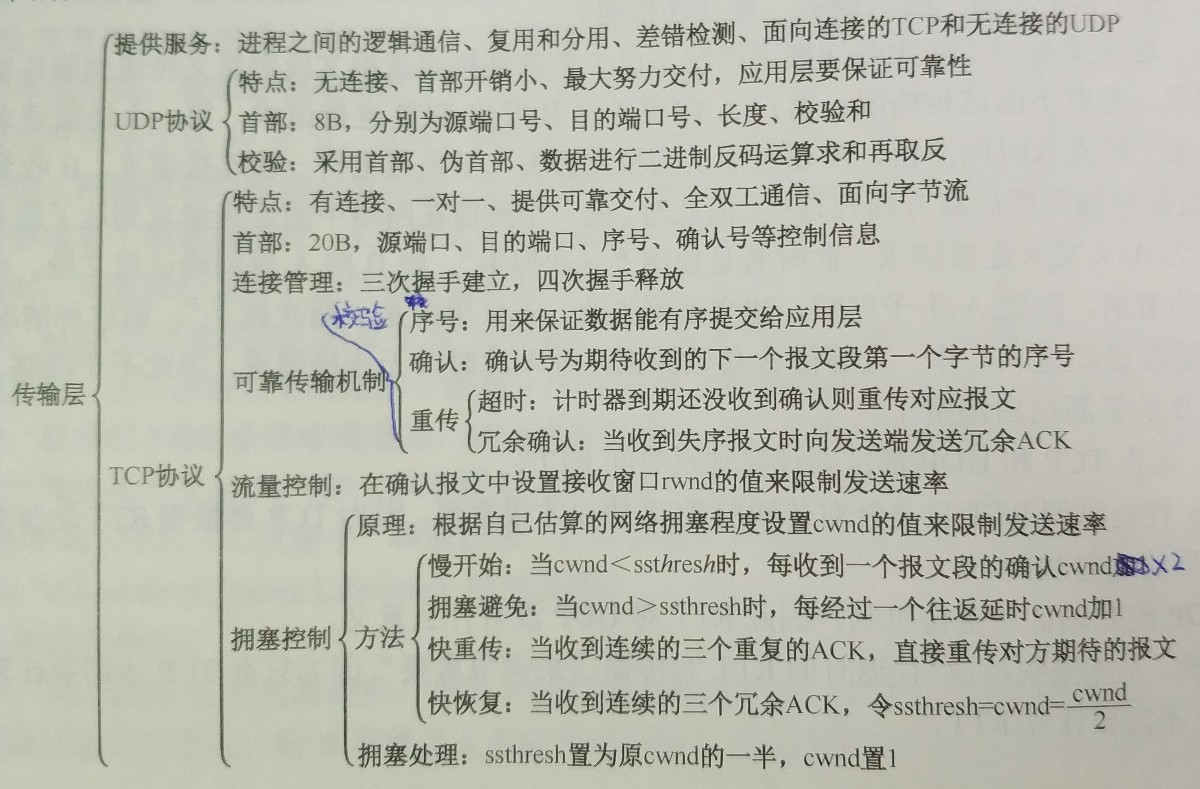 提供服务：进程之间的逻辑通信、复用和分用、差错检测、面向连接的TCP和无连接的UDP
特点：无连接、首部开销小、最大努力交付，应用层要保证可靠性
UDP协议
首部：8B，分别为源端口号、目的端口号、长度、校验和
校验：采用首部、伪首部、数据进行二进制反码运算求和再取反
特点：有连接、一对一、提供可靠交付、全双工通信、面向字节流
首部：20B，源端口、目的端口、序号、确认号等控制信息
连接管理：三次握手建立，四次握手释放
校验
序号：用来保证数据能有序提交给应用层
确认：确认号为期待收到的下一个报文段第一个字节的序号
可靠传输机制
传输层
超时：计时器到期还没收到确认则重传对应报文
重传
冗余确认：当收到失序报文时向发送端发送冗余ACK
TCP协议
流量控制：在确认报文中设置接收窗口rwnd的值来限制发送速率
原理：根据自己估算的网络拥塞程度设置cwnd的值来限制发送速率
慢开始：当cwnd＜ssthresh时，每收到一个报文段的确认cwnd X2
拥塞避免：当cwnd＞ssthresh时，每经过一个往返延时cwnd加1
拥塞控制
方法
快重传：当收到连续的三个重复的ACK，直接重传对方期待的报文
快恢复：当收到连续的三个冗余ACK，令ssthresh=cwnd=cwnd/2
拥塞处理：ssthresh置为原cwnd的一半，cwnd置1